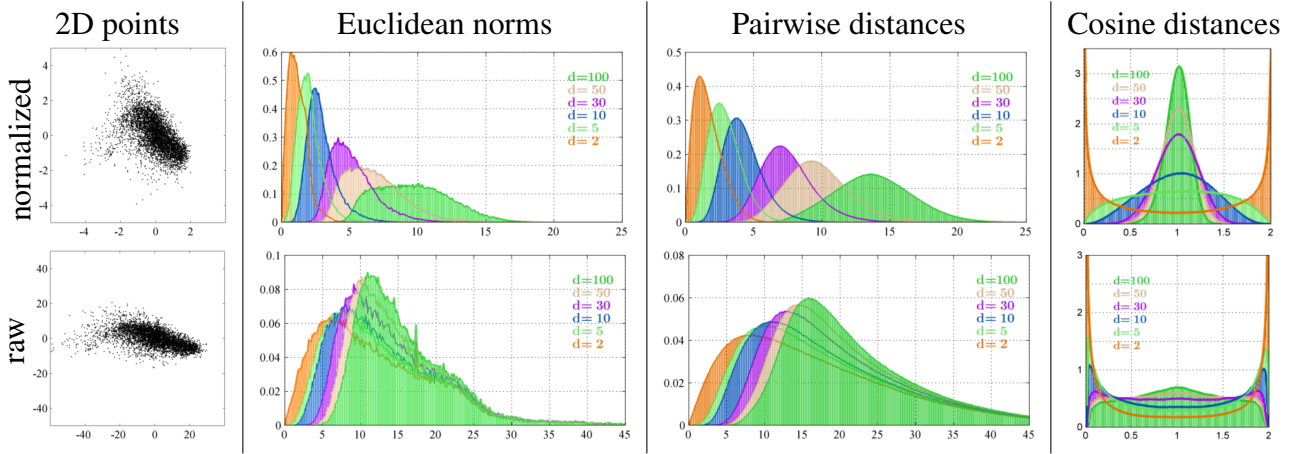 2D points
Euclidean norms
Pairwise distances
Cosine distances
normalized
4
2
0
-2
-4
-4 -2 0 2
0.6
0.5
0.4
0.3
0.2
0.1
0
0 5 10 15 20 25
d=100
d= 50
d= 30
d= 10
d= 5
d= 2
0.5
0.4
0.3
0.2
0.1
0
0 5 10 15 20 25
d=100
d= 50
d= 30
d= 10
d= 5
d= 2
3
2
1
0
0 0.5 1 1.5 2
d=100
d= 50
d= 30
d= 10
d= 5
d= 2
raw
40
20
0
-20
-40
-40 -20 0 20
0.1
0.08
0.06
0.04
0.02
0
0 5 10 15 20 25 30 35 40 45
d=100
d= 50
d= 30
d= 10
d= 5
d= 2
0.08
0.06
0.04
0.02
0
0 5 10 15 20 25 30 35 40 45
d=100
d= 50
d= 30
d= 10
d= 5
d= 2
3
2
1
0
0 0.5 1 1.5 2
d=100
d= 50
d= 30
d= 10
d= 5
d= 2